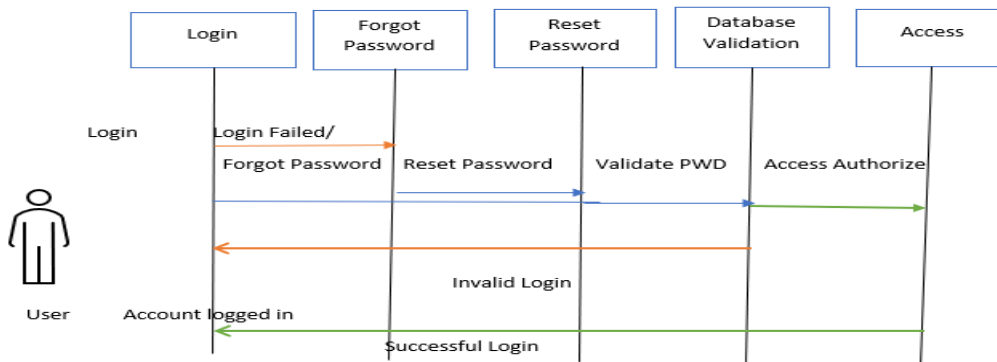 Login
Forgot
Password
Reset
Password
Database
Validation
Access
Login
Login Failed/
Forgot Password
Reset Password
Validate PWD
Access Authorize
Invalid Login
User
Account logged in
Successful Login